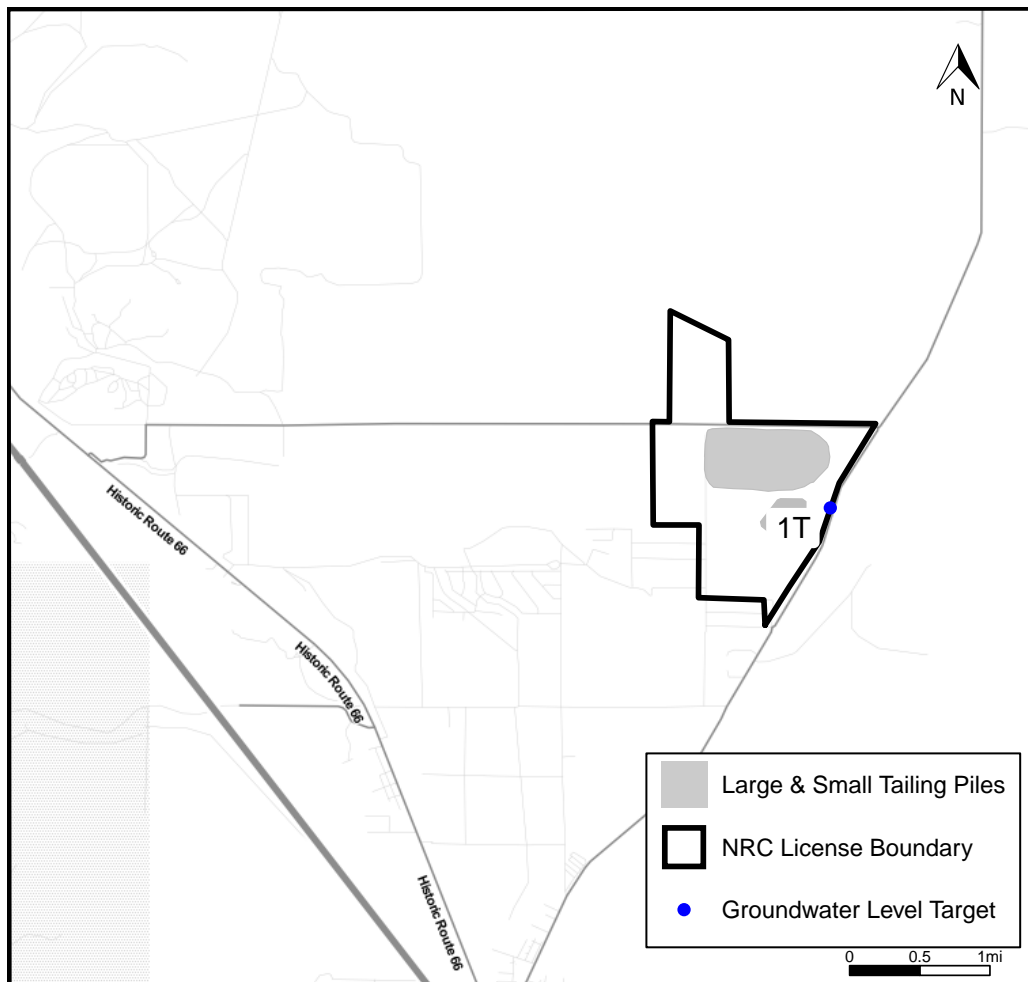 N
Historic Route 66
1T
Historic Route 66
Historic Route 66
Large & Small Tailing Piles
NRC License Boundary
Groundwater Level Target
0 0.5 1mi